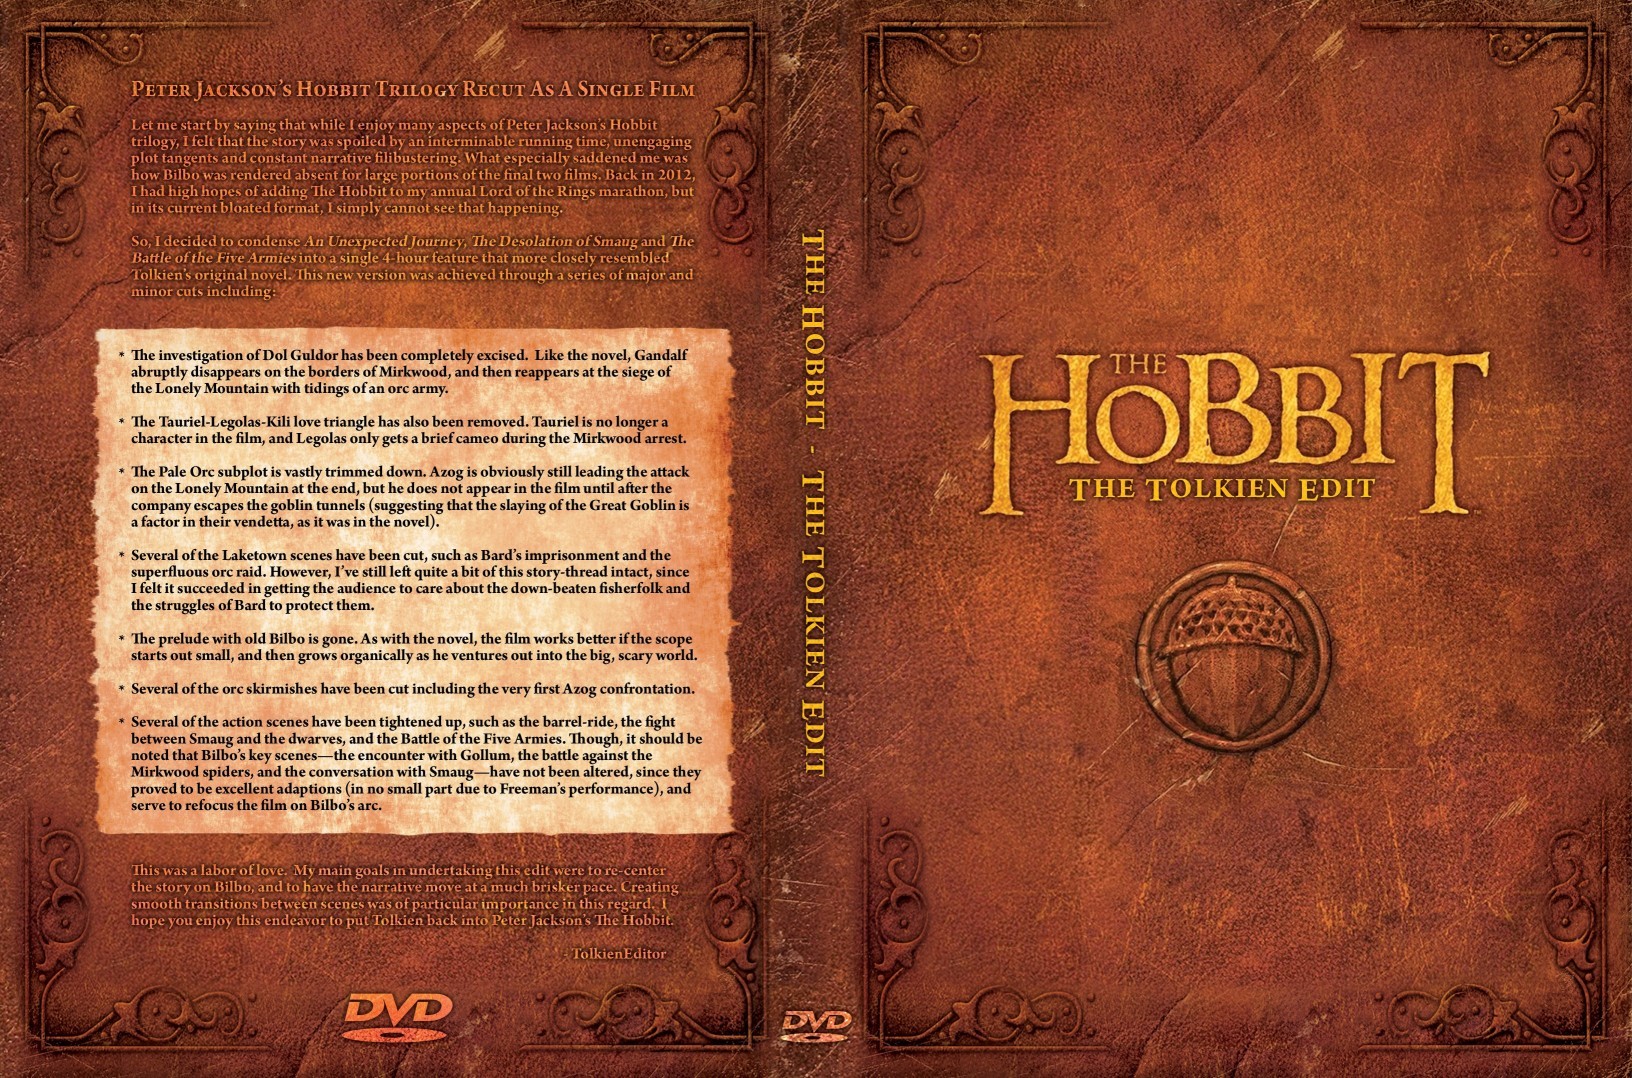 PETER JACKSON'S HOBBIT TRILOGY RECUT AS A SINGLE FILM
Let me start by saying that while I enjoy many aspects of Peter Jackson's Hobbit
trilogy, I felt that the story was spoiled by an interminable running time, unengaging
plot tangents and constant narrative filibustering. What especially saddened me was
how Bilbo was rendered absent for large portions of the final two films. Back in 2012,
I had high hopes of adding The Hobbit to my annual Lord of the Rings marathon, but
in its current bloated format, I simply cannot see that happening.
So, I decided to condense An Unexpected Journey, The Desolation of Smaug and The
Battle of the Five Armies into a single 4-hour feature that more closely resembled
Tolkien's original novel. This new version was achieved through a series of major and
minor cuts including:
* The investigation of Dol Guldor has been completely excised. Like the novel, Gandalf
abruptly disappears on the borders of Mirkwood, and then reappears at the siege of
the Lonely Mountain with tidings of an orc army.
* The Tauriel-Legolas-Kili love triangle has also been removed. Tauriel is no longer a
character in the film, and Legolas only gets a brief cameo during the Mirkwood arrest.
* The Pale Orc subplot is vastly trimmed down. Azog is obviously still leading the attack
on the Lonely Mountain at the end, but he does not appear in the film until after the
company escapes the goblin tunnels (suggesting that the slaying of the Great Goblin is
a factor in their vendetta, as it was in the novel).
* Several of the Laketown scenes have been cut, such as Bard's imprisonment and the
superfluous orc raid. However, I've still left quite a bit of this story-thread intact, since
I felt it succeeded in getting the audience to care about the down-beaten fisherfolk and
the struggles of Bard to protect them.
* The prelude with old Bilbo is gone. As with the novel, the film works better if the scope
starts out small, and then grows organically as he ventures out into the big, scary world.
* Several of the orc skirmishes have been cut including the very first Azog confrontation.
* Several of the action scenes have been tightened up, such as the barrel-ride, the fight
between Smaug and the dwarves, and the Battle of the Five Armies. Though, it should be
noted that Bilbo's key scenes—the encounter with Gollum, the battle against the
Mirkwood spiders, and the conversation with Smaug—have not been altered, since they
proved to be excellent adaptions (in no small part due to Freeman's performance), and
serve to refocus the film on Bilbo's arc.
This was a labor of love. My main goals in undertaking this edit were to re-center
the story on Bilbo, and to have the narrative move at a much brisker pace. Creating
smooth transitions between scenes was of particular importance in this regard. I
hope you enjoy this endeavor to put Tolkien back into Peter Jackson's The Hobbit.
- TolkienEditor
DVD
THE HOBBIT - THE TOLKIEN EDIT
DVD
THE
HOBBIT
THE TOLKIEN EDIT